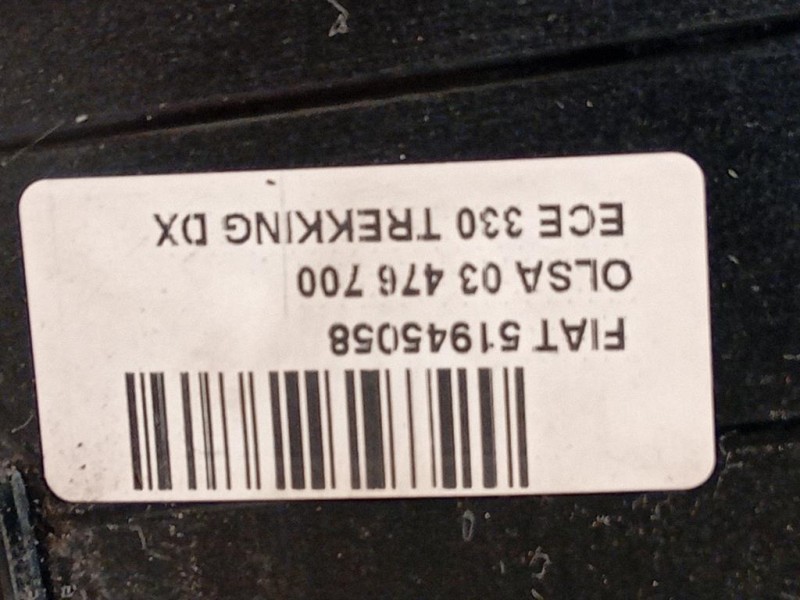 FIAT 51945058
OLSA 03 476 700
ECE 330 TREKKING DX